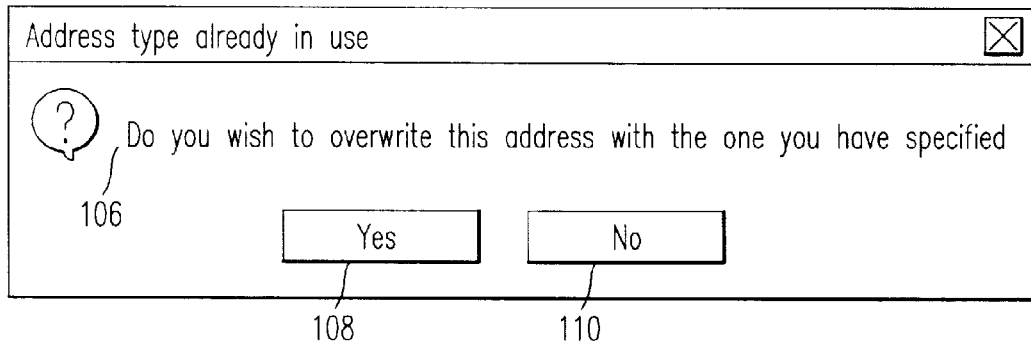 Address type already in use
?
Do you wish to overwrite this address with the one you have specified
106
Yes
No
108
110